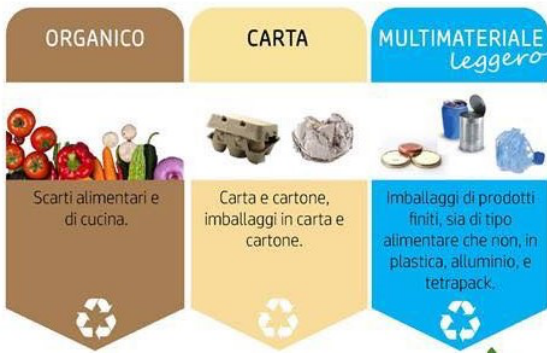 ORGANICO
Scarti alimentari e
di cucina.
CARTA
Carta e cartone,
imballaggi in carta e
cartone.
MULTIMATERIALE
leggero
Imballaggi di prodotti
finiti, sia di tipo
alimentare che non, in
plastica, alluminio, e
tetrapack.